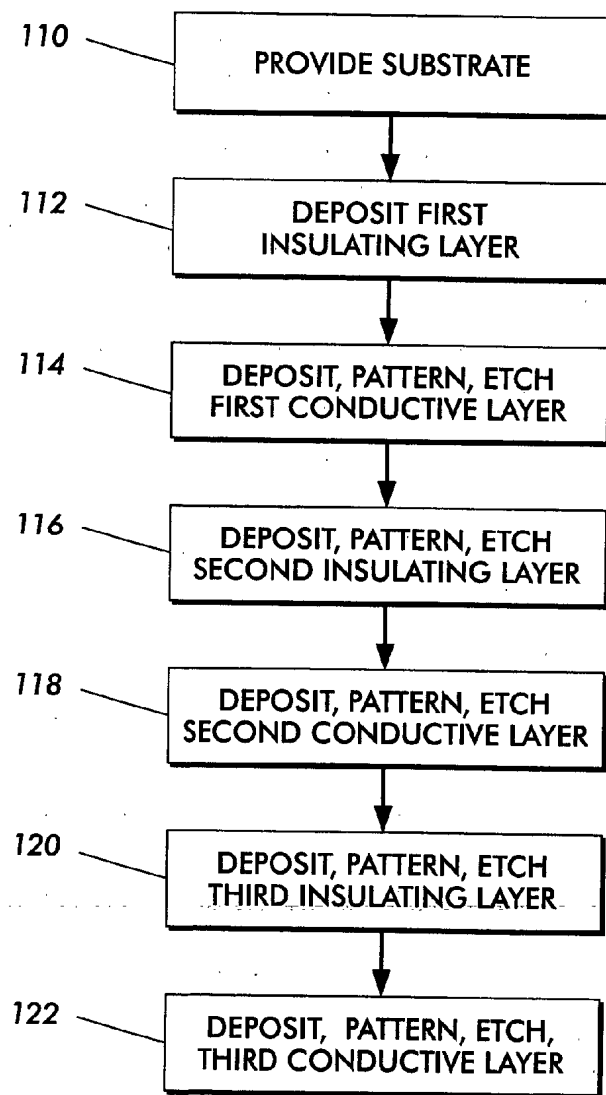 110
PROVIDE SUBSTRATE
112
DEPOSIT FIRST
INSULATING LAYER
114
DEPOSIT, PATTERN, ETCH
FIRST CONDUCTIVE LAYER
116
DEPOSIT, PATTERN, ETCH
SECOND INSULATING LAYER
118
DEPOSIT, PATTERN, ETCH
SECOND CONDUCTIVE LAYER
120
DEPOSIT, PATTERN, ETCH
THIRD INSULATING LAYER
122
DEPOSIT, PATTERN, ETCH,
THIRD CONDUCTIVE LAYER